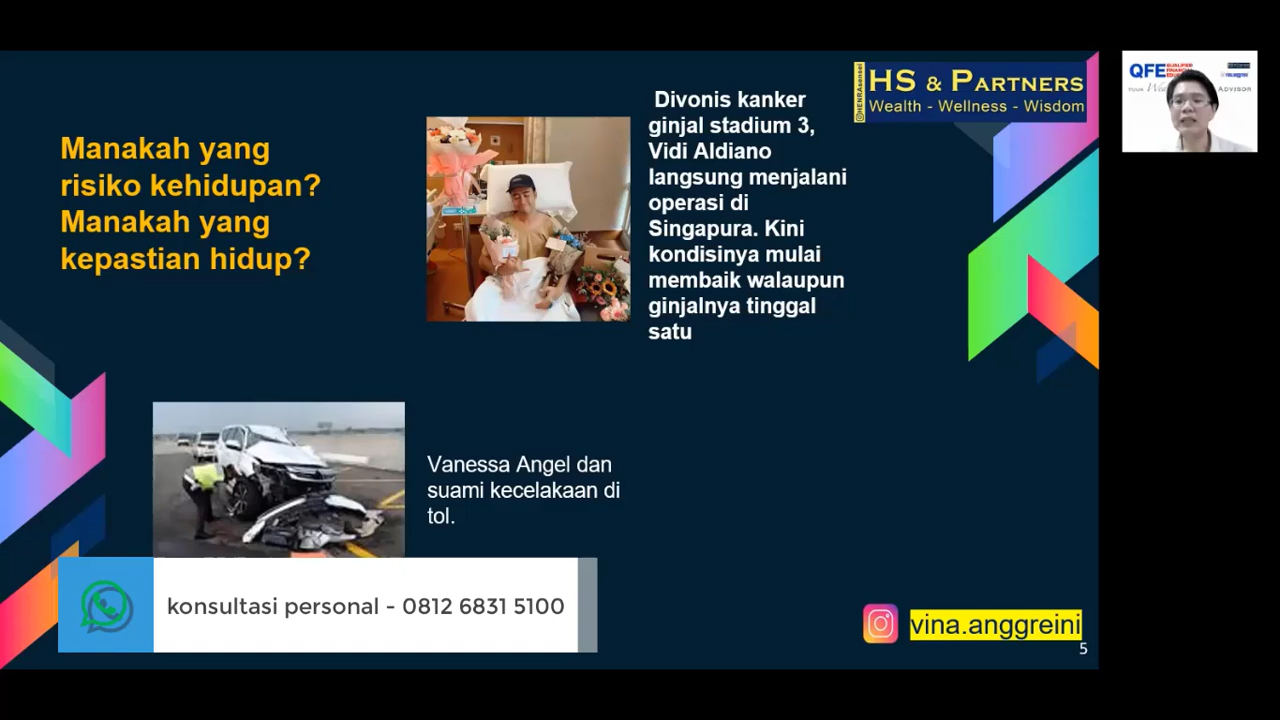 Manakah yang
risiko kehidupan?
Manakah yang
kepastian hidup?
Divonis kanker
ginjal stadium 3,
Vidi Aldiano
langsung menjalani
operasi di
Singapura. Kini
kondisinya mulai
membaik walaupun
ginjalnya tinggal
satu
HS & PARTNERS
Wealth - Wellness - Wisdom
QFE
ADVISOR
Vanessa Angel dan
suami kecelakaan di
tol.
konsultasi personal - 0812 6831 5100
vina.anggreini
5